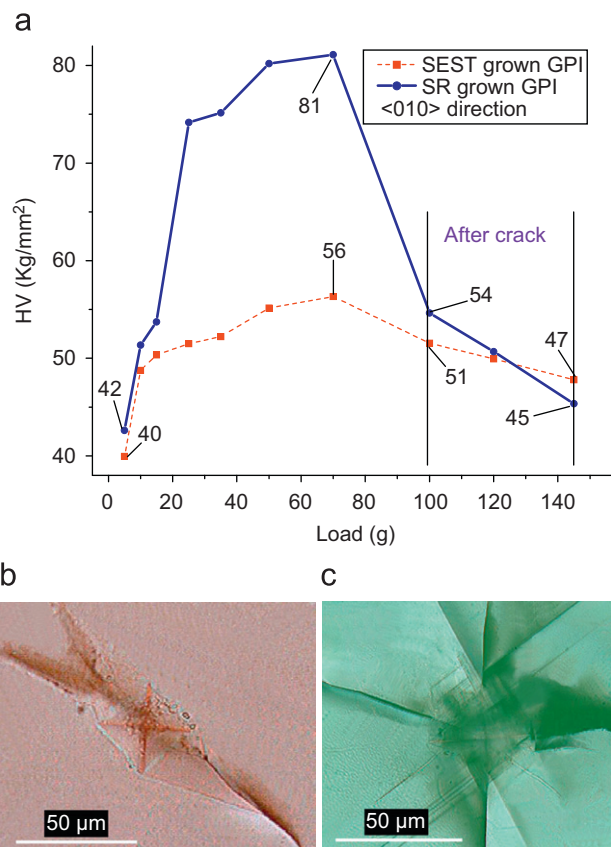 a
SEST grown GPI
SR grown GPI
<010> direction
HV (Kg/mm²)
80
70
60
50
40
81
56
After crack
54
51
47
45
42
40
0 20 40 60 80 100 120 140
Load (g)
b
c
50 µm
50 µm